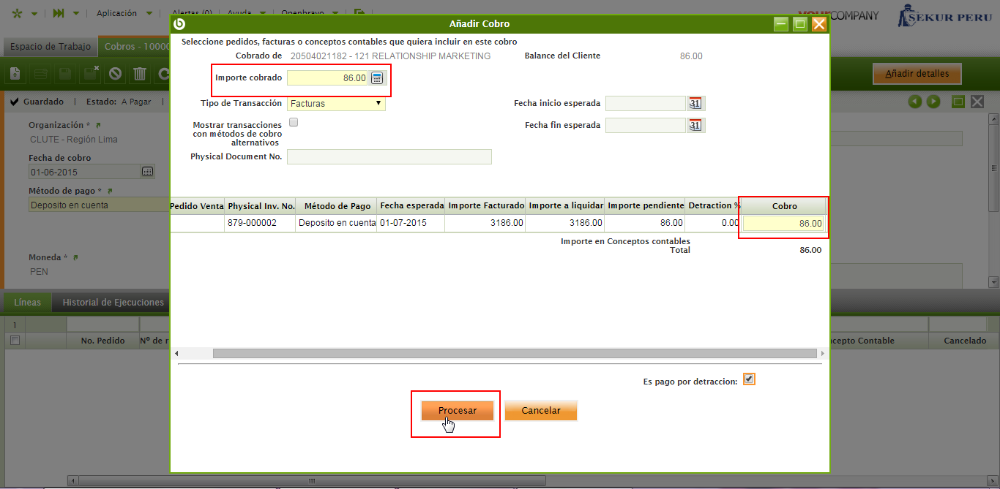 Aplicación
Alertas (0)
Ayuda
Openbravo
COMPANY
SEKUR PERU
Espacio de Trabajo
Cobros - 10000
Añadir detalles
Guardado | Estado: A Pagar |
Organización *
CLUTE - Región Lima
Fecha de cobro
01-06-2015
Método de pago *
Deposito en cuenta
Moneda *
PEN
Líneas
Historial de Ejecuciones
1
No. Pedido
Nº de
ncepto Contable
Cancelado
Añadir Cobro
Seleccione pedidos, facturas o conceptos contables que quiera incluir en este cobro
Cobrado de 20504021182 - 121 RELATIONSHIP MARKETING
Balance del Cliente 86.00
Importe cobrado 86.00
Tipo de Transacción Facturas
Fecha inicio esperada 31
Mostrar transacciones
con métodos de cobro
alternativos
Fecha fin esperada 31
Physical Document No.
Pedido Venta Physical Inv. No. Método de Pago Fecha esperada Importe Facturado Importe a liquidar Importe pendiente Detraction % Cobro
879-000002 Deposito en cuenta 01-07-2015 3186.00 3186.00 86.00 0.00 86.00
Importe en Conceptos contables
Total 86.00
Es pago por detraccion:
Procesar
Cancelar